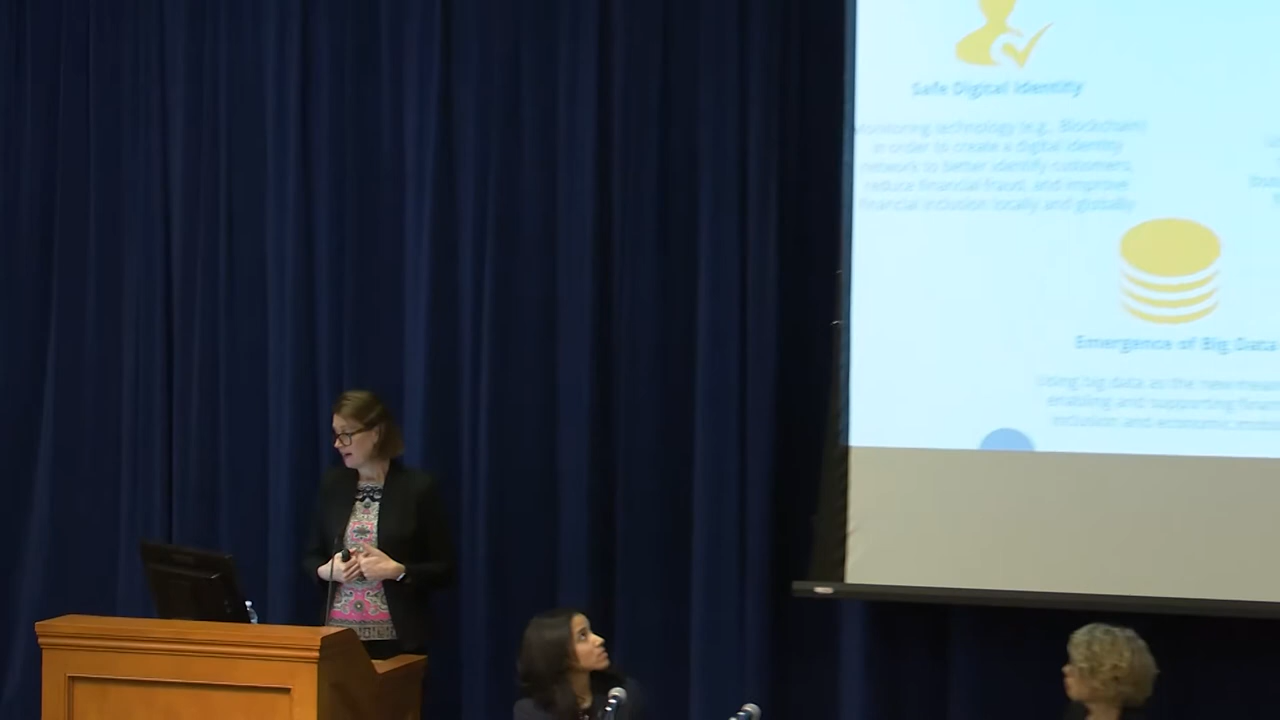 Safe Digital Identity
Monitoring technology (e.g., Blockchain)
in order to create a digital identity
network to better identify customers,
reduce financial fraud, and improve
financial inclusion locally and globally
Emergence of Big Data
Using big data as the new
enabling and supporting
inclusion and economic